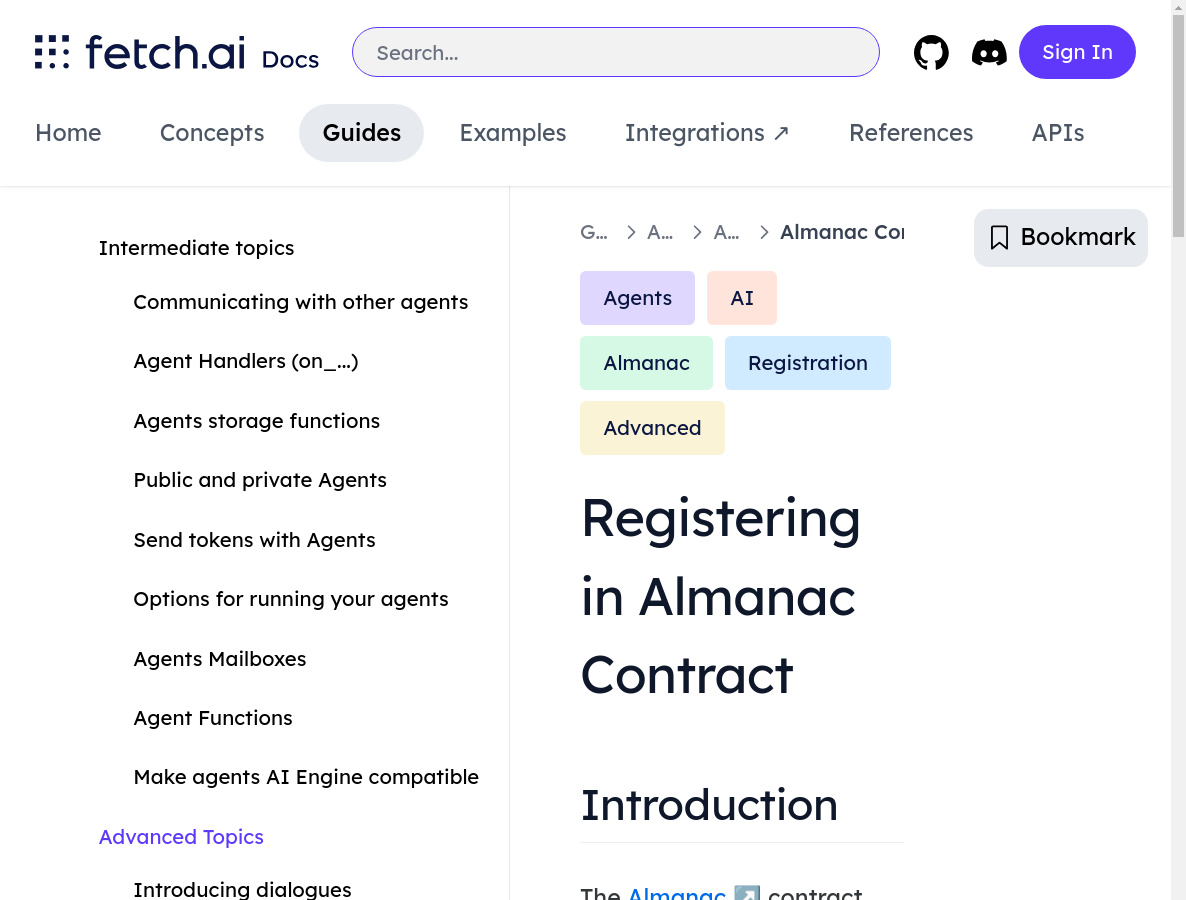 fetch.ai Docs
Search...
Sign In
Home Concepts Guides Examples Integrations ↗ References APIs
Intermediate topics
Communicating with other agents
Agent Handlers (on_...)
Agents storage functions
Public and private Agents
Send tokens with Agents
Options for running your agents
Agents Mailboxes
Agent Functions
Make agents AI Engine compatible
Advanced Topics
Introducing dialogues
G... > A... > A... > Almanac Con
Bookmark
Agents AI
Almanac Registration
Advanced
Registering
in Almanac
Contract
Introduction
The Almanac ↗ contract